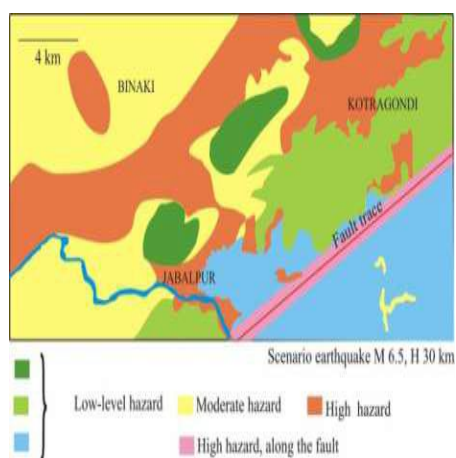 4 km
BINAKI
KOTRAGONDI
Fault trace
JABALPUR
Scenario earthquake M 6.5, H 30 km
Low-level hazard
Moderate hazard
High hazard
High hazard, along the fault